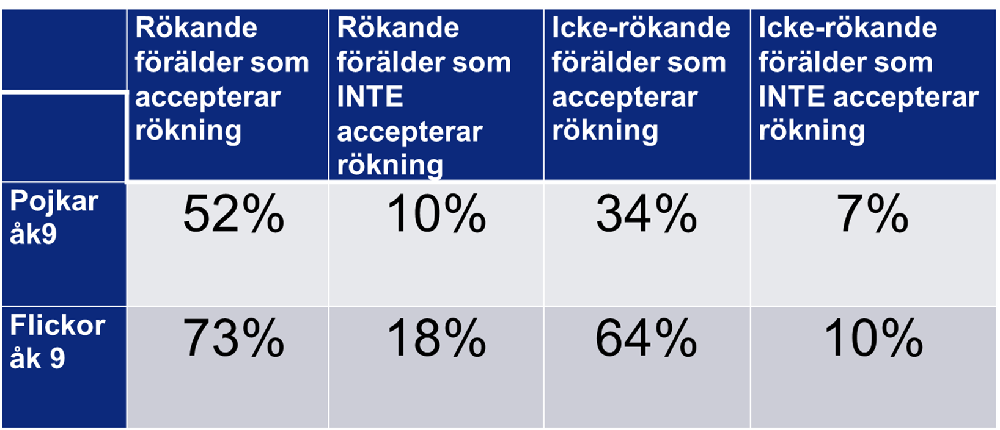 Rökande
förälder som
accepterar
rökning
Rökande
förälder som
INTE
accepterar
rökning
Icke-rökande
förälder som
accepterar
rökning
Icke-rökande
förälder som
INTE accepterar
rökning
Pojkar
åk9
52%
10%
34%
7%
Flickor
åk 9
73%
18%
64%
10%